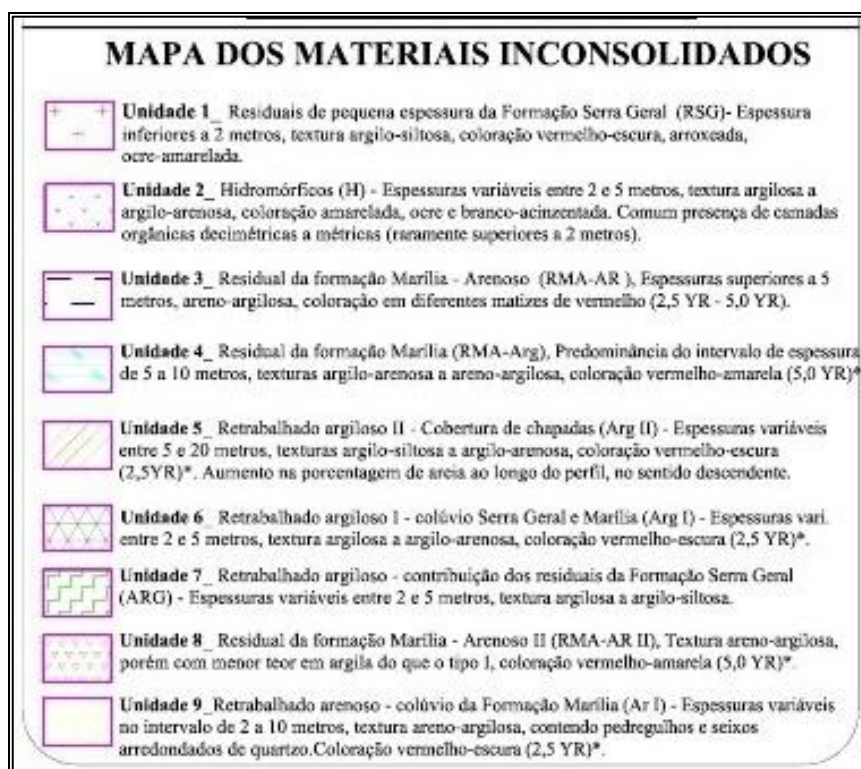 MAPA DOS MATERIAIS INCONSOLIDADOS
Unidade 1_ Residuais de pequena espessura da Formação Serra Geral (RSG)- Espessura
inferiores a 2 metros, textura argilo-siltosa, coloração vermelho-escura, arroxeada,
ocre-amarelada.
Unidade 2_ Hidromórficos (H) - Espessuras variáveis entre 2 e 5 metros, textura argilosa a
argilo-arenosa, coloração amarelada, ocre e branco-acinzentada. Comum presença de camadas
orgânicas decimétricas a métricas (raramente superiores a 2 metros).
Unidade 3_ Residual da formação Marília - Arenoso (RMA-AR ), Espessuras superiores a 5
metros, areno-argilosa, coloração em diferentes matizes de vermelho (2,5 YR - 5,0 YR).
Unidade 4_ Residual da formação Marília (RMA-Arg), Predominância do intervalo de espessura
de 5 a 10 metros, texturas argilo-arenosa a areno-argilosa, coloração vermelho-amarela (5,0 YR)*
Unidade 5_ Retrabalhado argiloso II - Cobertura de chapadas (Arg II) - Espessuras variáveis
entre 5 e 20 metros, texturas argilo-siltosa a argilo-arenosa, coloração vermelho-escura
(2,5YR)*. Aumento na porcentagem de areia ao longo do perfil, no sentido descendente.
Unidade 6_ Retrabalhado argiloso I - colúvio Serra Geral e Marília (Arg I) - Espessuras vari.
entre 2 e 5 metros, textura argilosa a argilo-arenosa, coloração vermelho-escura (2,5 YR)*.
Unidade 7_ Retrabalhado argiloso - contribuição dos residuais da Formação Serra Geral
(ARG) - Espessuras variáveis entre 2 e 5 metros, textura argilosa a argilo-siltosa.
Unidade 8_ Residual da formação Marília - Arenoso II (RMA-AR II), Textura areno-argilosa,
porém com menor teor em argila do que o tipo I, coloração vermelho-amarela (5,0 YR)*.
Unidade 9_Retrabalhado arenoso - colúvio da Formação Marília (Ar I) - Espessuras variáveis
no intervalo de 2 a 10 metros, textura areno-argilosa, contendo pedregulhos e seixos
arredondados de quartzo.Coloração vermelho-escura (2,5 YR)*.